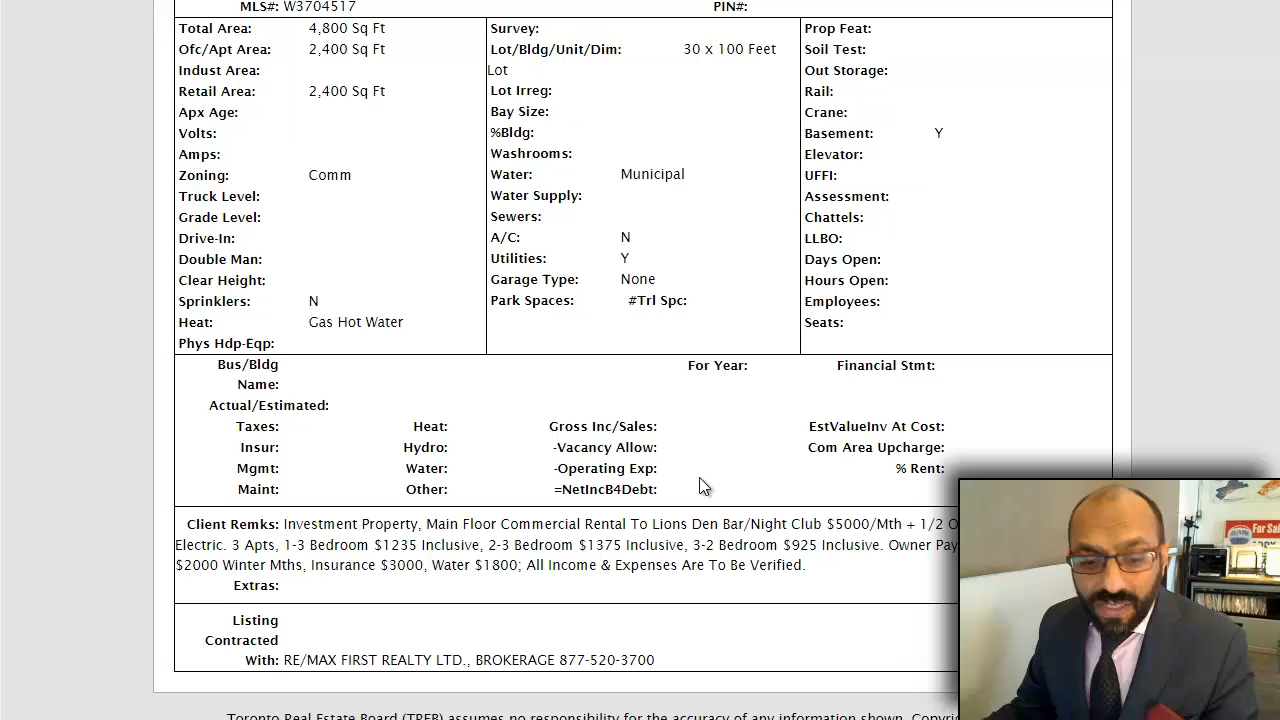 MLS#: W3704517 PIN#:
Total Area: 4,800 Sq Ft Survey: Prop Feat:
Ofc/Apt Area: 2,400 Sq Ft Lot/Bldg/Unit/Dim: 30 x 100 Feet Soil Test:
Indust Area: Lot Out Storage:
Retail Area: 2,400 Sq Ft Lot Irreg: Rail:
Apx Age: Bay Size: Crane:
Volts: %Bldg: Basement: Y
Amps: Washrooms: Elevator:
Zoning: Comm Water: Municipal UFFI:
Truck Level: Water Supply: Assessment:
Grade Level: Sewers: Chattels:
Drive-In: A/C: N LLBO:
Double Man: Utilities: Y Days Open:
Clear Height: Garage Type: None Hours Open:
Sprinklers: N Park Spaces: #Trl Spc: Employees:
Heat: Gas Hot Water Seats:
Phys Hdp-Eqp:
Bus/Bldg For Year: Financial Stmt:
Name:
Actual/Estimated:
Taxes: Heat: Gross Inc/Sales: EstValueInv At Cost:
Insur: Hydro: -Vacancy Allow: Com Area Upcharge:
Mgmt: Water: -Operating Exp: % Rent:
Maint: Other: =NetIncB4Debt:
Client Remks: Investment Property, Main Floor Commercial Rental To Lions Den Bar/Night Club $5000/Mth + 1/2
Electric. 3 Apts, 1-3 Bedroom $1235 Inclusive, 2-3 Bedroom $1375 Inclusive, 3-2 Bedroom $925 Inclusive. Owner
$2000 Winter Mths, Insurance $3000, Water $1800; All Income & Expenses Are To Be Verified.
Extras:
Listing
Contracted
With: RE/MAX FIRST REALTY LTD., BROKERAGE 877-520-3700
Toronto Real Estate Board (TREB) assumes no responsibility for the accuracy of any information shown.
For Sal